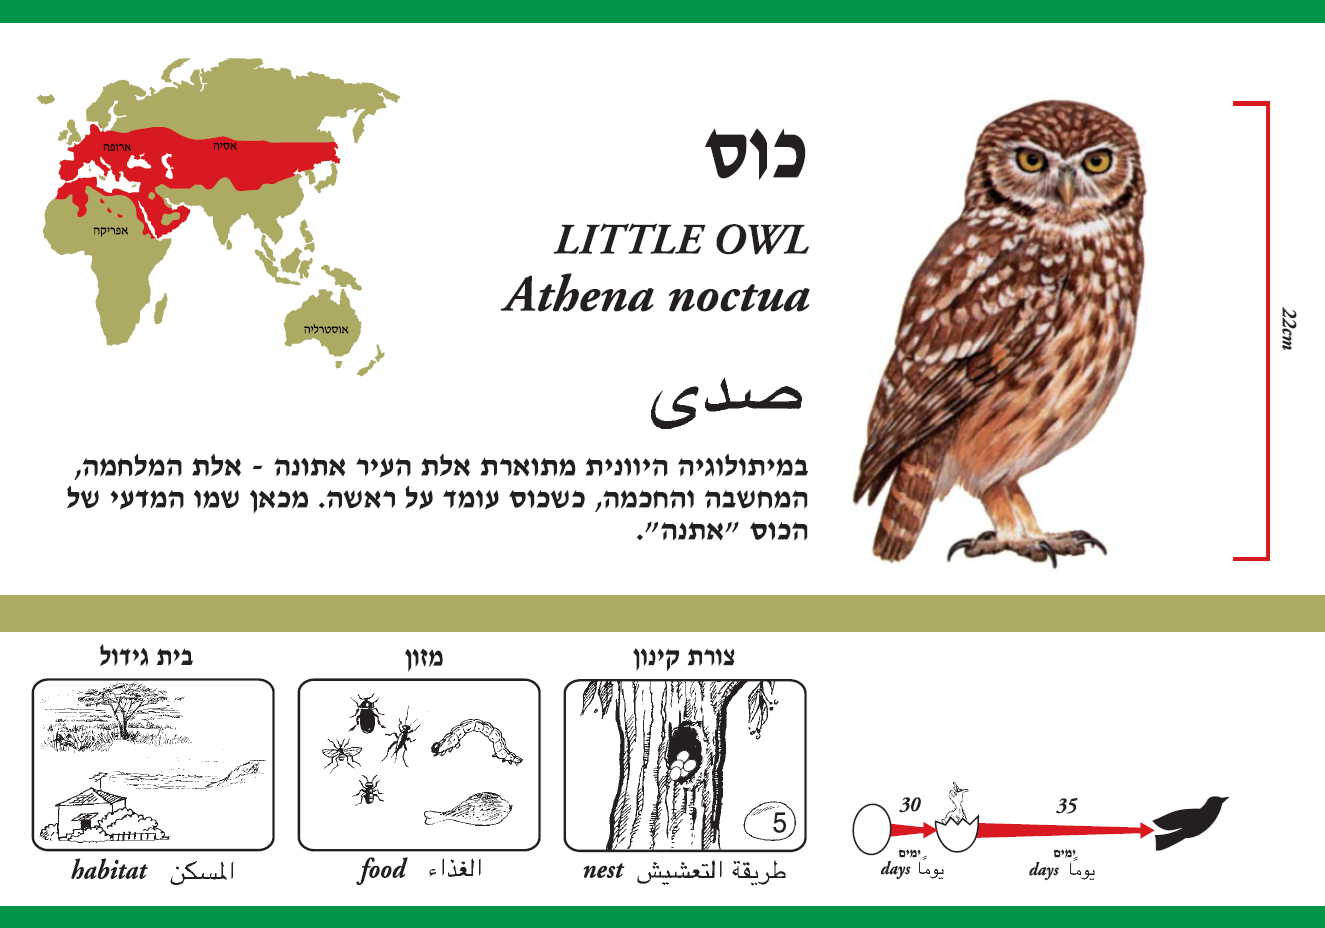 אסיה
אירופה
אפריקה
אוסטרליה
כוס
LITTLE OWL
Athena noctua
صدى
במיתולוגיה היוונית מתוארת אלת העיר אתונה - אלת המלחמה,
המחשבה והחכמה, כשכוס עומד על ראשה. מכאן שמו המדעי של
הכוס "אתנה".
22cm
צורת קינון
מזון
בית גידול
5
30
35
ימים
ימים
days يوماً
days يوماً
habitat المسكن
food الغذاء
nest طريقة التعشيش